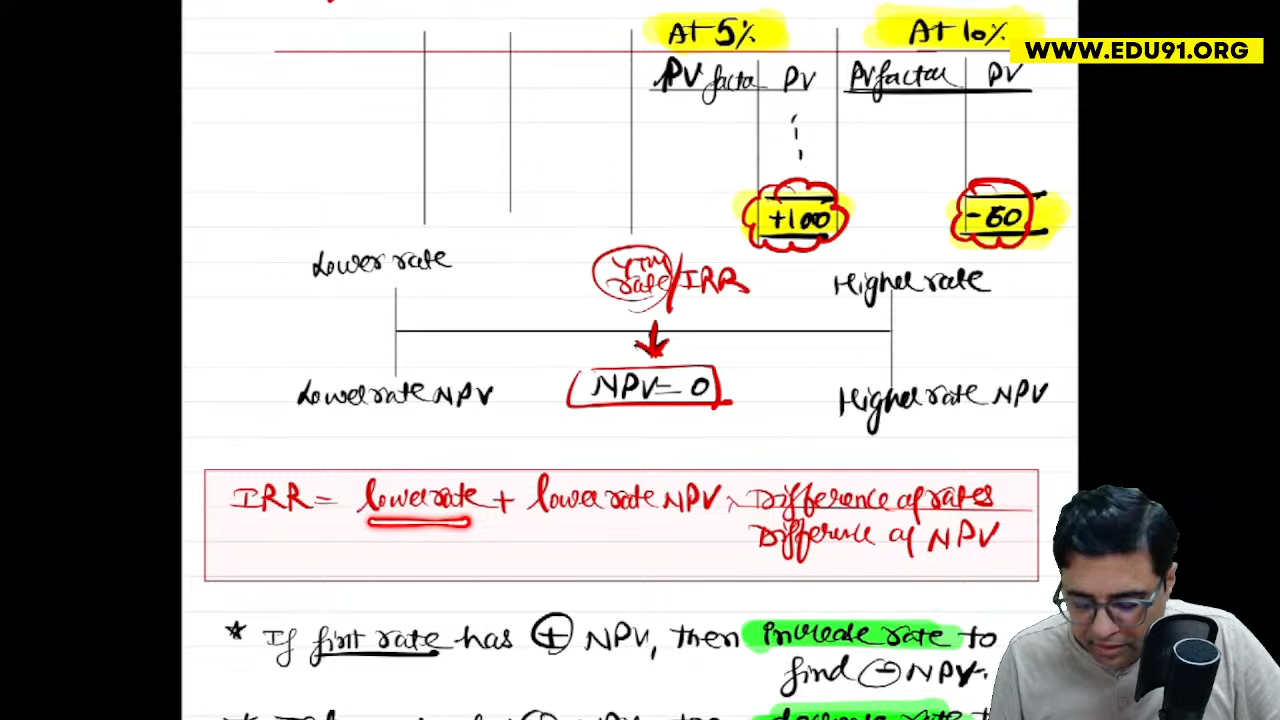 At 5% At 10%
WWW.EDU91.ORG
PV facto PV PV factor PV
+100 -50
Lower rate YTM rate/IRR Higher rate
NPV=0
Lower rate NPV Higher rate NPV
IRR = lower rate + lower rate NPV × Difference of rates
Difference of NPV
* If first rate has + NPV, then increase rate to
find - NPV.